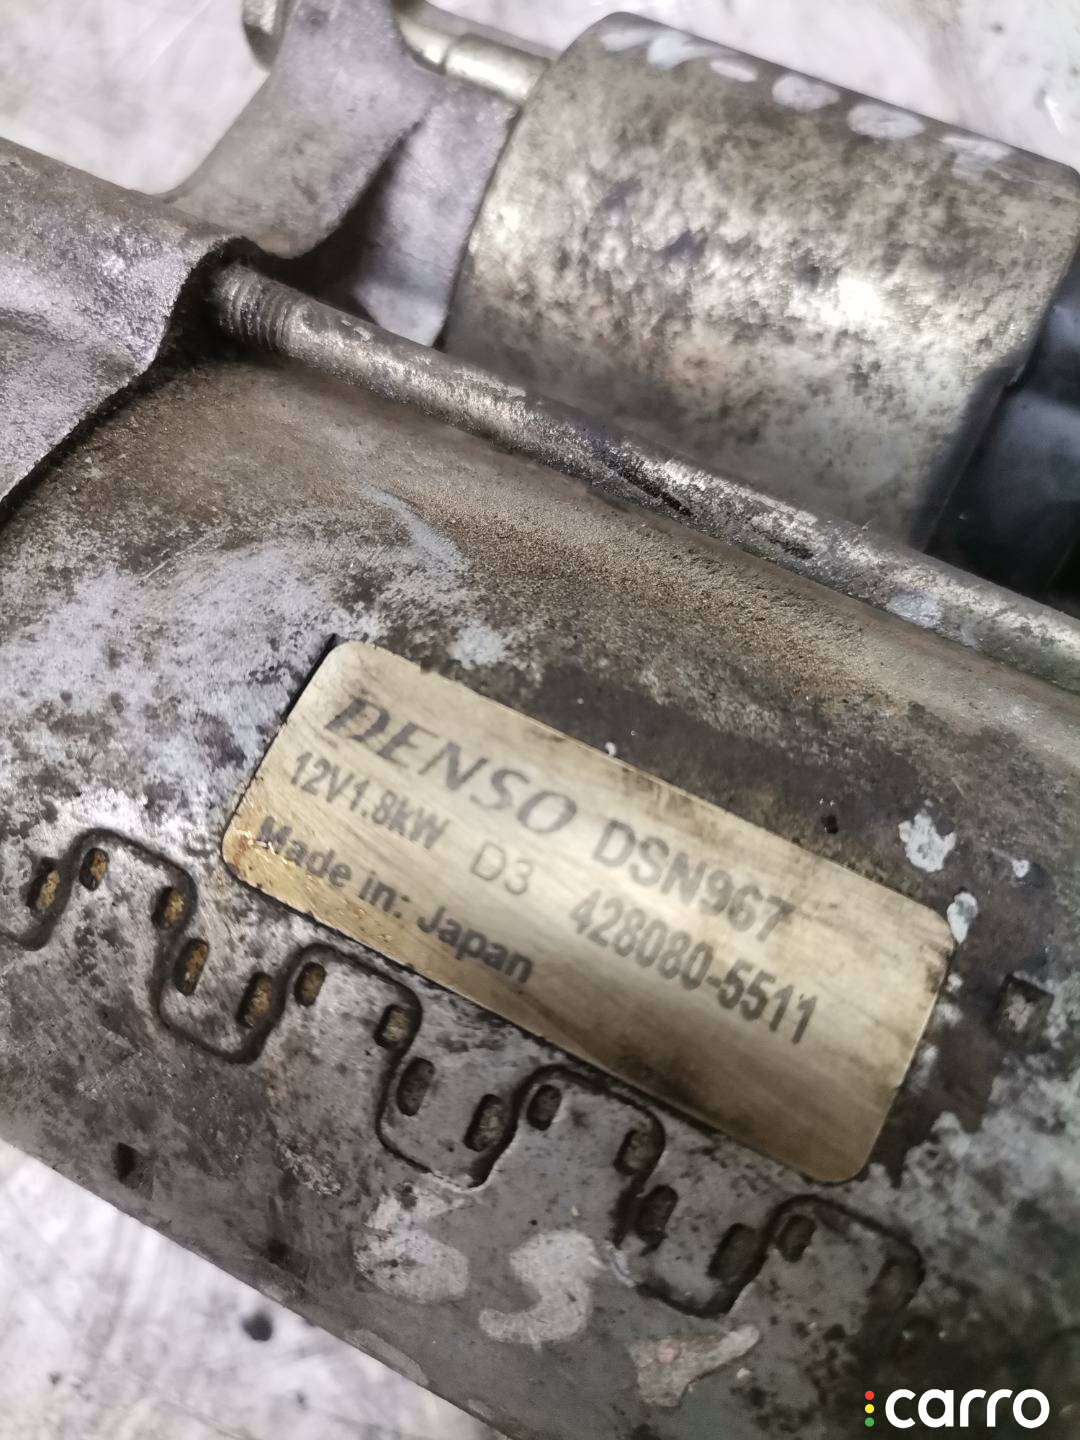 DENSO DSN967
12V1.8kW D3 428080-5511
Made in: Japan
carro